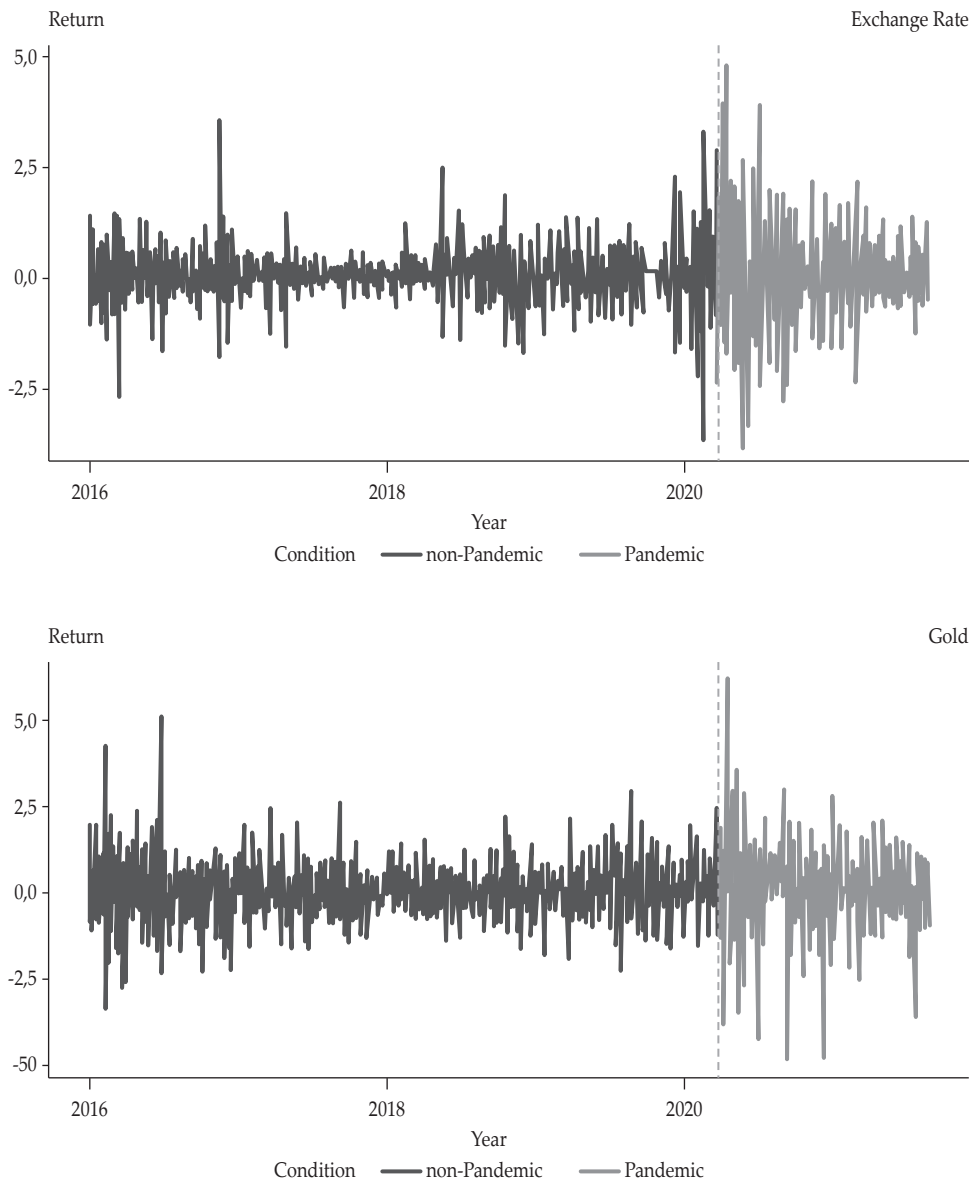 Return Exchange Rate
5,0
2,5
0,0
-2,5
2016 2018 2020
Year
Condition non-Pandemic Pandemic
Return Gold
5,0
2,5
0,0
-2,5
-50
2016 2018 2020
Year
Condition non-Pandemic Pandemic